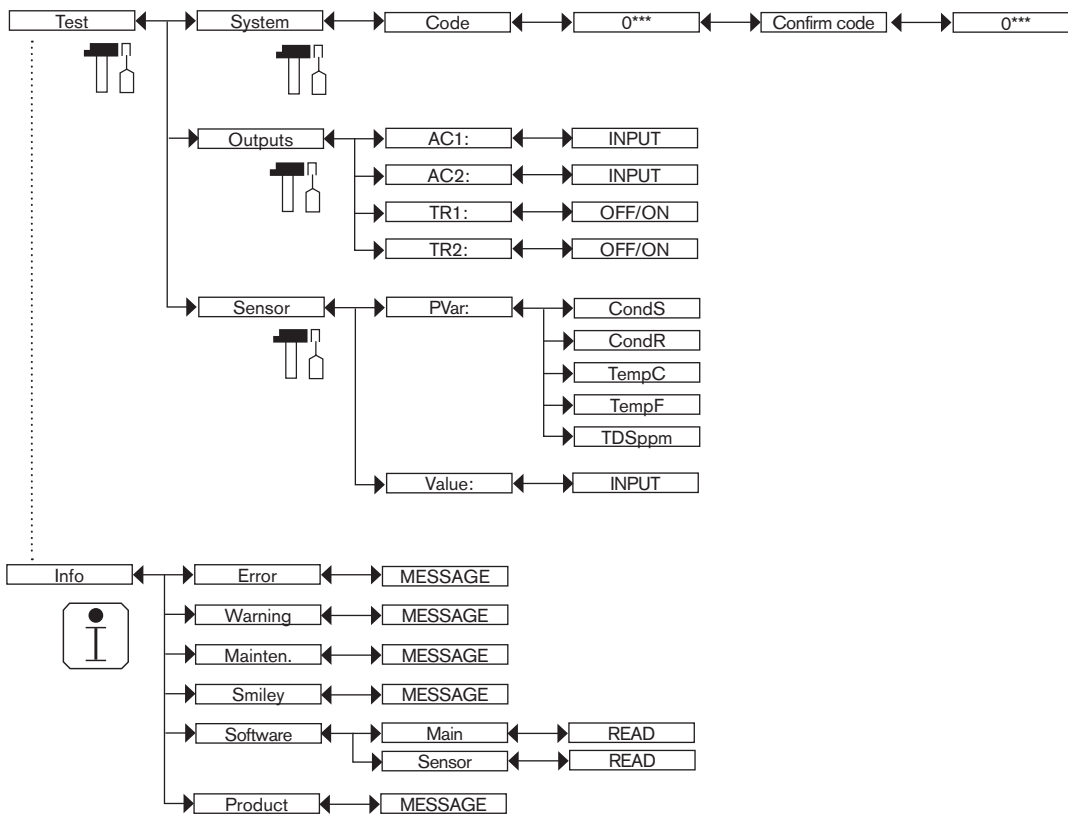 Test System Code 0*** Confirm code 0***
Outputs AC1: INPUT
AC2: INPUT
TR1: OFF/ON
TR2: OFF/ON
Sensor PVar: CondS
CondR
TempC
TempF
TDSppm
Value: INPUT
Info Error MESSAGE
Warning MESSAGE
Mainten. MESSAGE
Smiley MESSAGE
Software Main READ
Sensor READ
Product MESSAGE